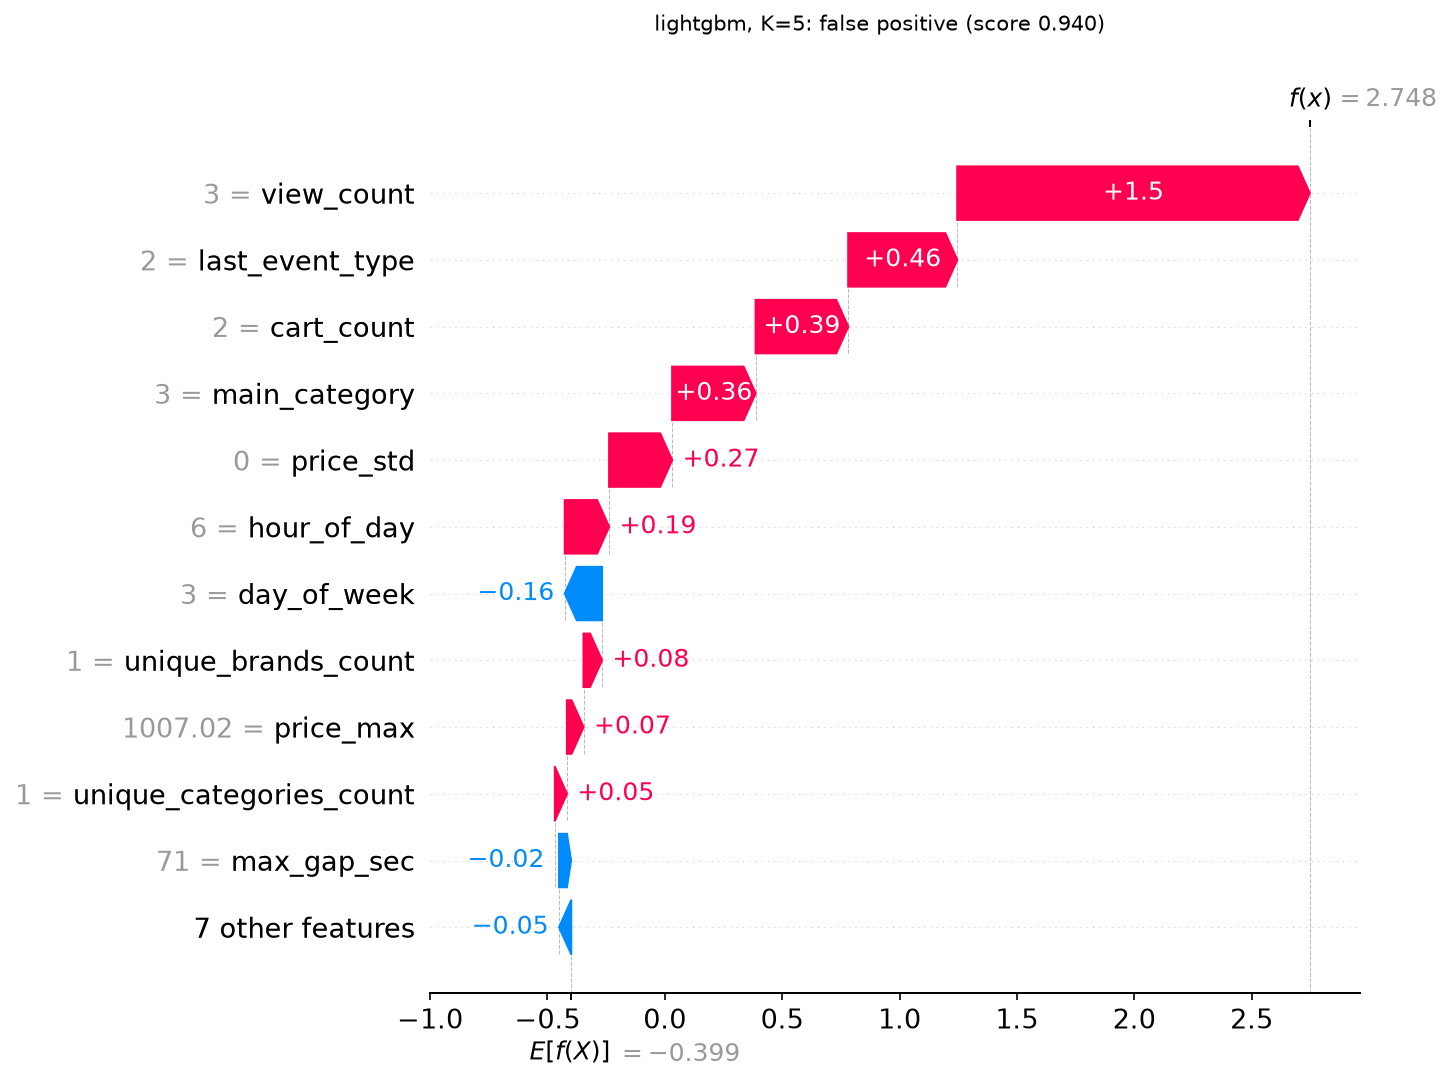 lightgbm, K=5: false positive (score 0.940)
f(x) = 2.748
3 = view_count +1.5
2 = last_event_type +0.46
2 = cart_count +0.39
3 = main_category +0.36
0 = price_std +0.27
6 = hour_of_day +0.19
3 = day_of_week −0.16
1 = unique_brands_count +0.08
1007.02 = price_max +0.07
1 = unique_categories_count +0.05
71 = max_gap_sec −0.02
7 other features −0.05
−1.0 −0.5 0.0 0.5 1.0 1.5 2.0 2.5
E[f(X)] = −0.399